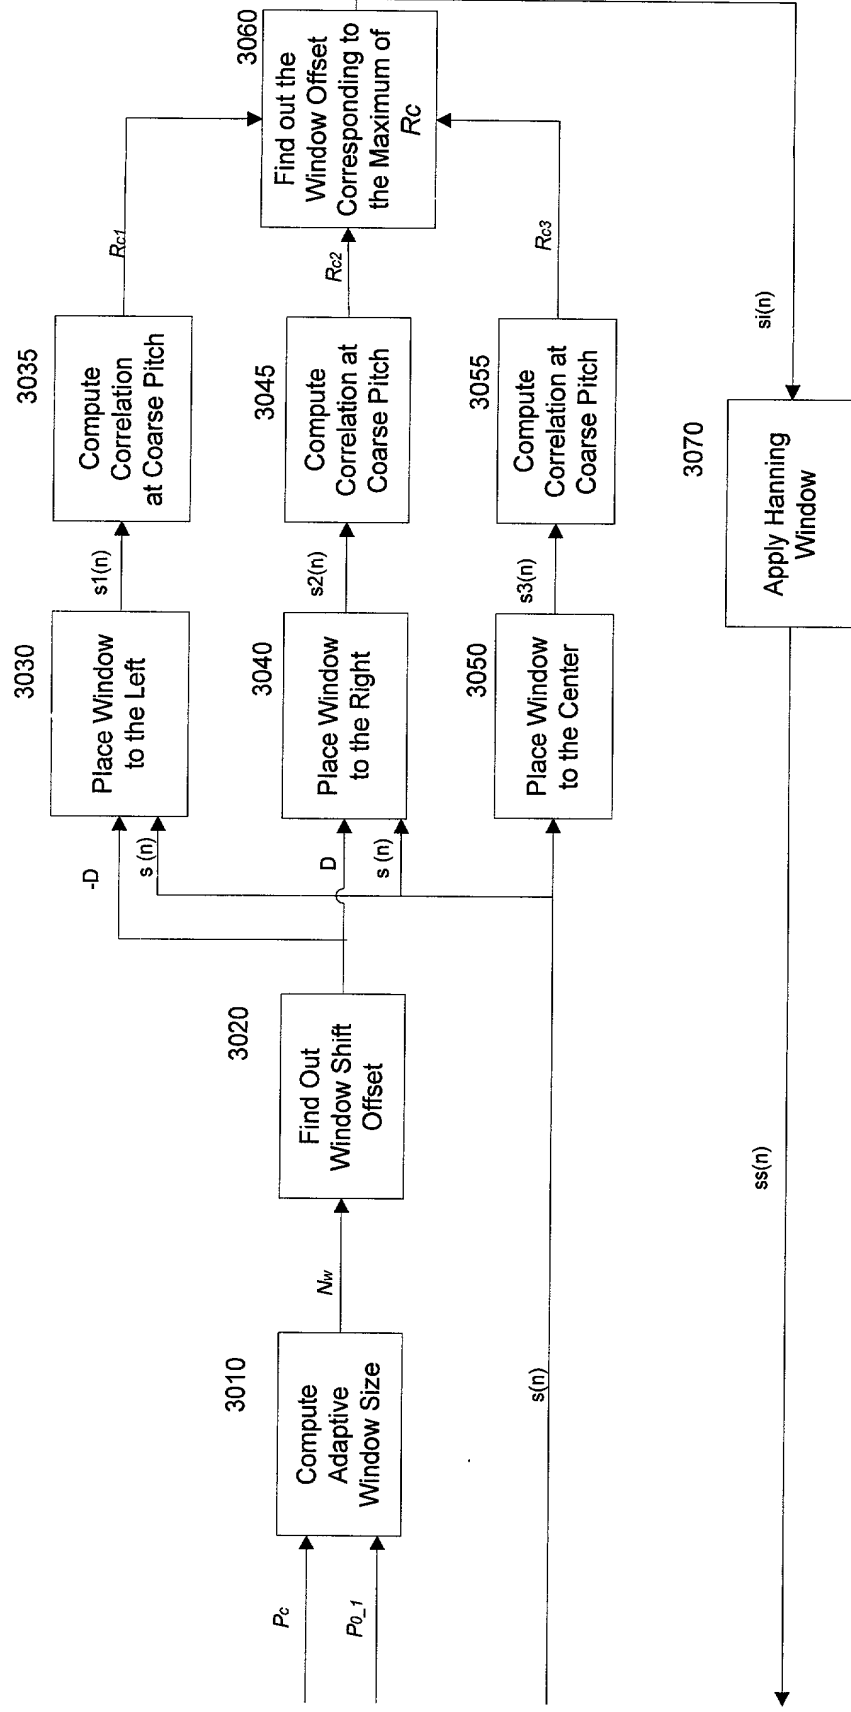 Pc
P0_1
3010
Compute
Adaptive
Window Size
Nw
3020
Find Out
Window Shift
Offset
s(n)
-D
s (n)
D
s (n)
3030
Place Window
to the Left
s1(n)
3035
Compute
Correlation
at Coarse Pitch
Rc1
3040
Place Window
to the Right
s2(n)
3045
Compute
Correlation at
Coarse Pitch
Rc2
3050
Place Window
to the Center
s3(n)
3055
Compute
Correlation at
Coarse Pitch
Rc3
3060
Find out the
Window Offset
Corresponding to
the Maximum of
Rc
si(n)
3070
Apply Hanning
Window
ss(n)